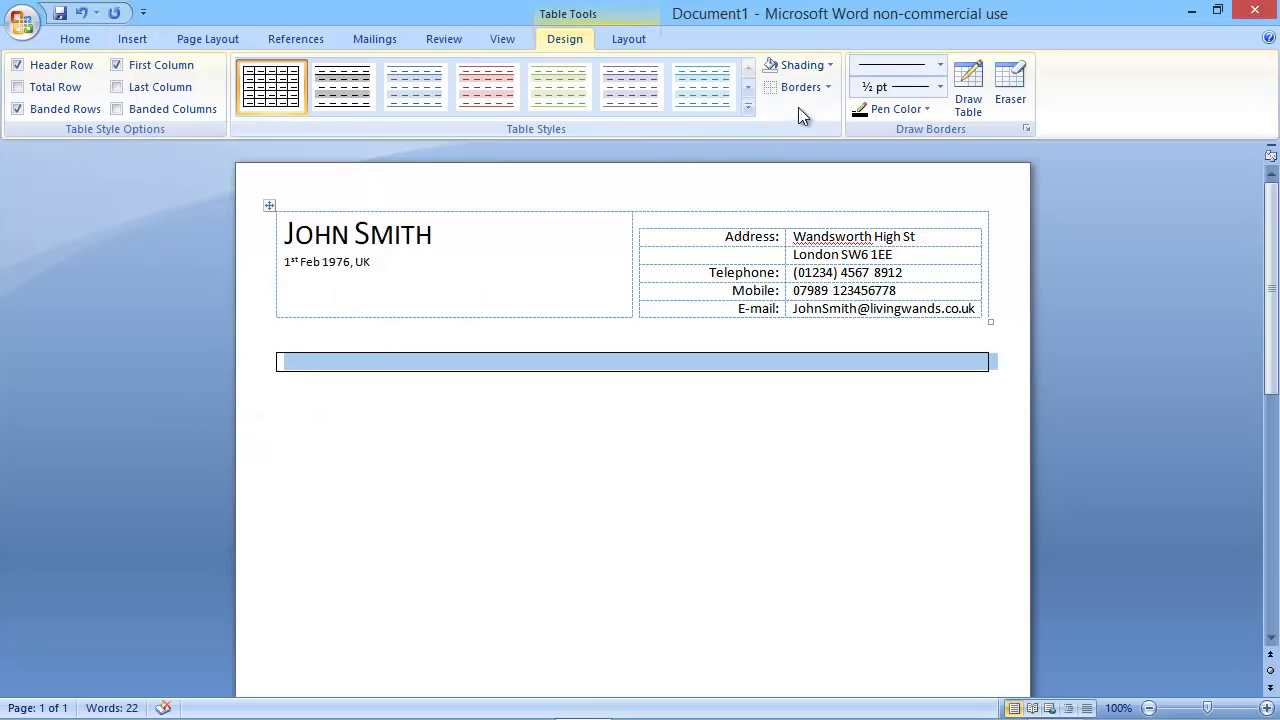 Table Tools
Document1 - Microsoft Word non-commercial use
Home Insert Page Layout References Mailings Review View Design Layout
Header Row First Column
Total Row Last Column
Banded Rows Banded Columns
Table Style Options
Table Styles
Shading
Borders
½ pt
Pen Color
Draw Table
Eraser
Draw Borders
JOHN SMITH
1st Feb 1976, UK
Address: Wandsworth High St
London SW6 1EE
Telephone: (01234) 4567 8912
Mobile: 07989 123456778
E-mail: JohnSmith@livingwands.co.uk
Page: 1 of 1 Words: 22 100%